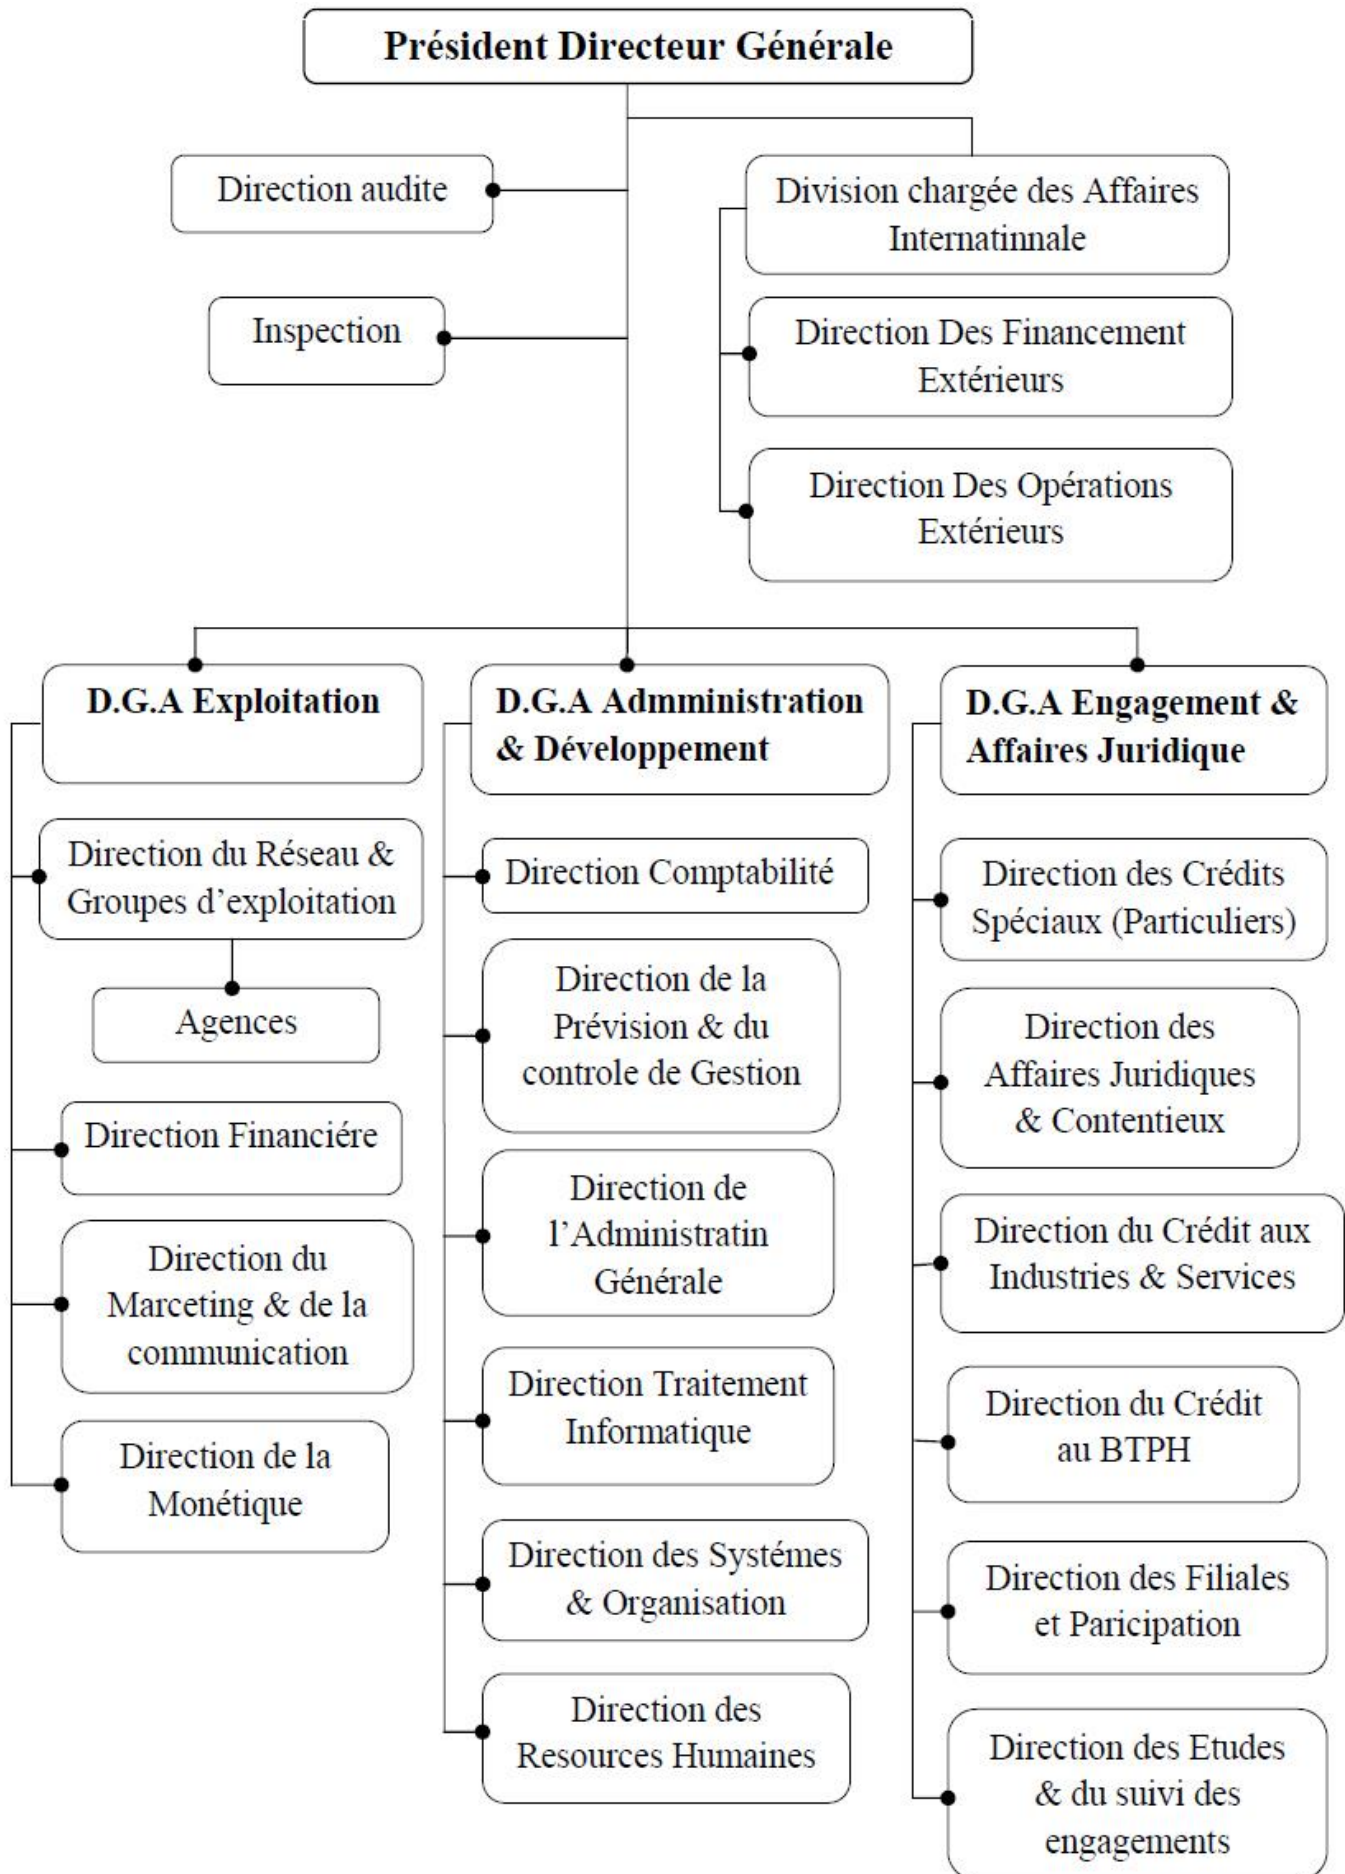 Président Directeur Générale
Direction audite
Division chargée des Affaires
Internatinnale
Inspection
Direction Des Financement
Extérieurs
Direction Des Opérations
Extérieurs
D.G.A Exploitation
Direction du Réseau &
Groupes d’exploitation
Agences
Direction Financiére
Direction du
Marceting & de la
communication
Direction de la
Monétique
D.G.A Admministration
& Développement
Direction Comptabilité
Direction de la
Prévision & du
controle de Gestion
Direction de
l’Administratin
Générale
Direction Traitement
Informatique
Direction des Systémes
& Organisation
Direction des
Resources Humaines
D.G.A Engagement &
Affaires Juridique
Direction des Crédits
Spéciaux (Particuliers)
Direction des
Affaires Juridiques
& Contentieux
Direction du Crédit aux
Industries & Services
Direction du Crédit
au BTPH
Direction des Filiales
et Paricipation
Direction des Etudes
& du suivi des
engagements